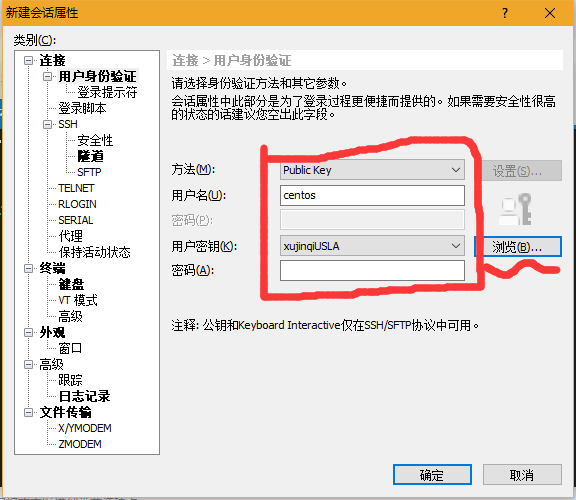 新建会话属性
?
类别(C):
连接
用户身份验证
登录提示符
登录脚本
SSH
安全性
隧道
SFTP
TELNET
RLOGIN
SERIAL
代理
保持活动状态
终端
键盘
VT 模式
高级
外观
窗口
高级
跟踪
日志记录
文件传输
X/YMODEM
ZMODEM
连接 > 用户身份验证
请选择身份验证方法和其它参数。
会话属性中此部分是为了登录过程更便捷而提供的。如果需要安全性很高
的状态的话建议您空出此字段。
方法(M): Public Key 设置(S)...
用户名(U): centos
密码(P):
用户密钥(K): xujinqiUSLA 浏览(B)...
密码(A):
注释: 公钥和Keyboard Interactive仅在SSH/SFTP协议中可用。
确定 取消